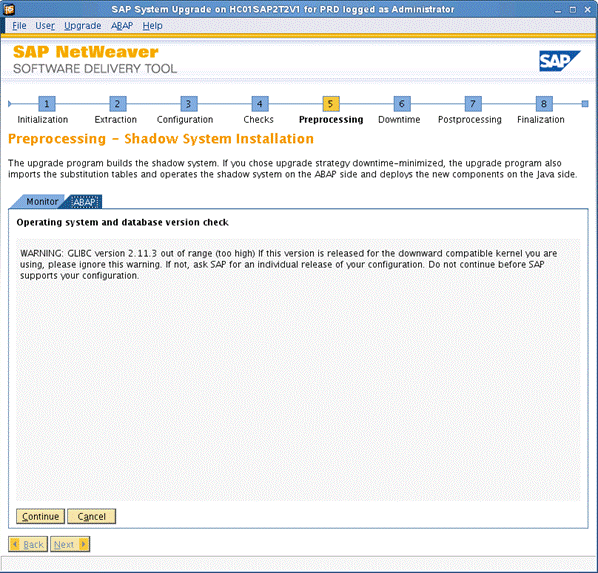 SAP System Upgrade on HC01SAP2T2V1 for PRD logged as Administrator
File User Upgrade ABAP Help
SAP NetWeaver
SOFTWARE DELIVERY TOOL
SAP
1 2 3 4 5 6 7 8
Initialization Extraction Configuration Checks Preprocessing Downtime Postprocessing Finalization
Preprocessing - Shadow System Installation
The upgrade program builds the shadow system. If you chose upgrade strategy downtime-minimized, the upgrade program also
imports the substitution tables and operates the shadow system on the ABAP side and deploys the new components on the Java side.
Monitor ABAP
Operating system and database version check
WARNING: GLIBC version 2.11.3 out of range (too high) If this version is released for the downward compatible kernel you are
using, please ignore this warning. If not, ask SAP for an individual release of your configuration. Do not continue before SAP
supports your configuration.
Continue Cancel
Back Next